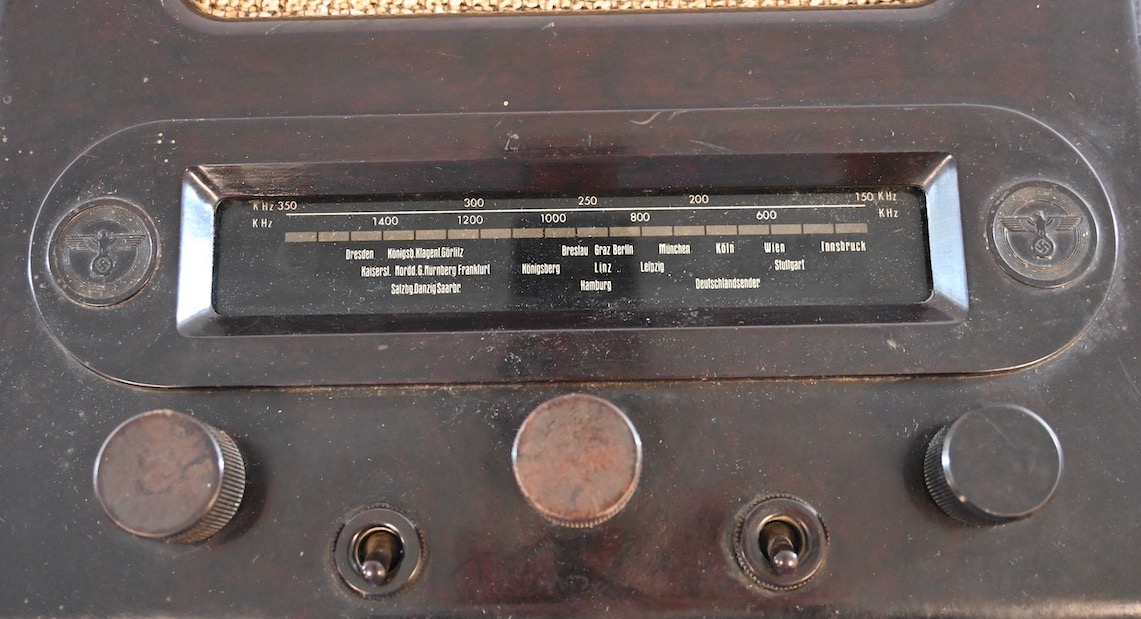 KHz 350 300 250 200 150 KHz
KHz 1400 1200 1000 800 600 KHz
Dresden Königsb.Klagenf.Görlitz Breslau Graz Berlin München Köln Wien Innsbruck
Kaisersl. Nordd.G.Nürnberg Frankfurt Königsberg Linz Leipzig Stuttgart
Salzbg.Danzig Saarbr. Hamburg Deutschlandsender